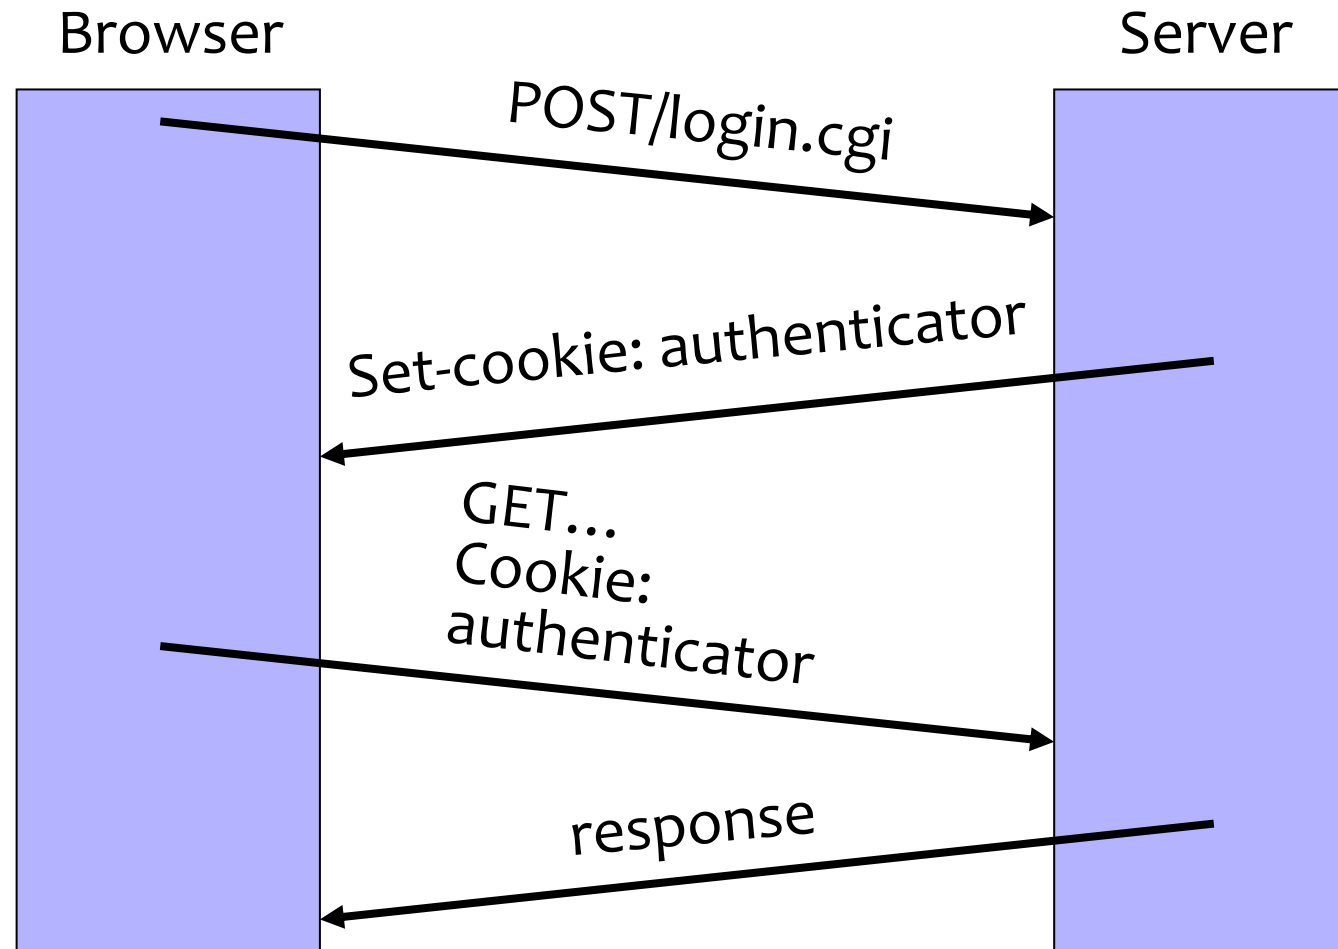 Browser
Server
POST/login.cgi
Set-cookie: authenticator
GET...
Cookie:
authenticator
response